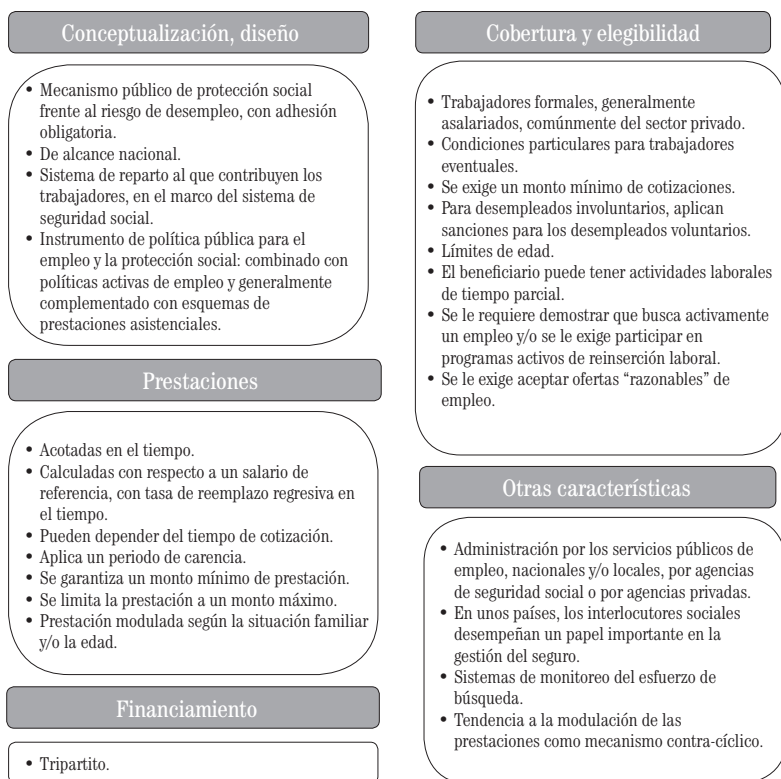 Conceptualización, diseño
• Mecanismo público de protección social
frente al riesgo de desempleo, con adhesión
obligatoria.
• De alcance nacional.
• Sistema de reparto al que contribuyen los
trabajadores, en el marco del sistema de
seguridad social.
• Instrumento de política pública para el
empleo y la protección social: combinado con
políticas activas de empleo y generalmente
complementado con esquemas de
prestaciones asistenciales.
Prestaciones
• Acotadas en el tiempo.
• Calculadas con respecto a un salario de
referencia, con tasa de reemplazo regresiva en
el tiempo.
• Pueden depender del tiempo de cotización.
• Aplica un periodo de carencia.
• Se garantiza un monto mínimo de prestación.
• Se limita la prestación a un monto máximo.
• Prestación modulada según la situación familiar
y/o la edad.
Financiamiento
• Tripartito.
Cobertura y elegibilidad
• Trabajadores formales, generalmente
asalariados, comúnmente del sector privado.
• Condiciones particulares para trabajadores
eventuales.
• Se exige un monto mínimo de cotizaciones.
• Para desempleados involuntarios, aplican
sanciones para los desempleados voluntarios.
• Límites de edad.
• El beneficiario puede tener actividades laborales
de tiempo parcial.
• Se le requiere demostrar que busca activamente
un empleo y/o se le exige participar en
programas activos de reinserción laboral.
• Se le exige aceptar ofertas “razonables” de
empleo.
Otras características
• Administración por los servicios públicos de
empleo, nacionales y/o locales, por agencias
de seguridad social o por agencias privadas.
• En unos países, los interlocutores sociales
desempeñan un papel importante en la
gestión del seguro.
• Sistemas de monitoreo del esfuerzo de
búsqueda.
• Tendencia a la modulación de las
prestaciones como mecanismo contra-cíclico.